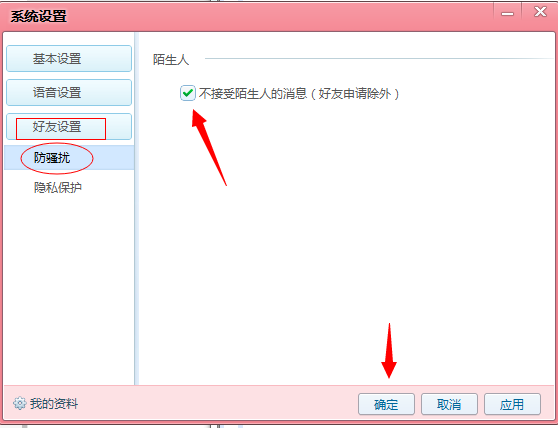 系统设置
基本设置
语音设置
好友设置
防骚扰
隐私保护
陌生人
不接受陌生人的消息（好友申请除外）
我的资料
确定
取消
应用